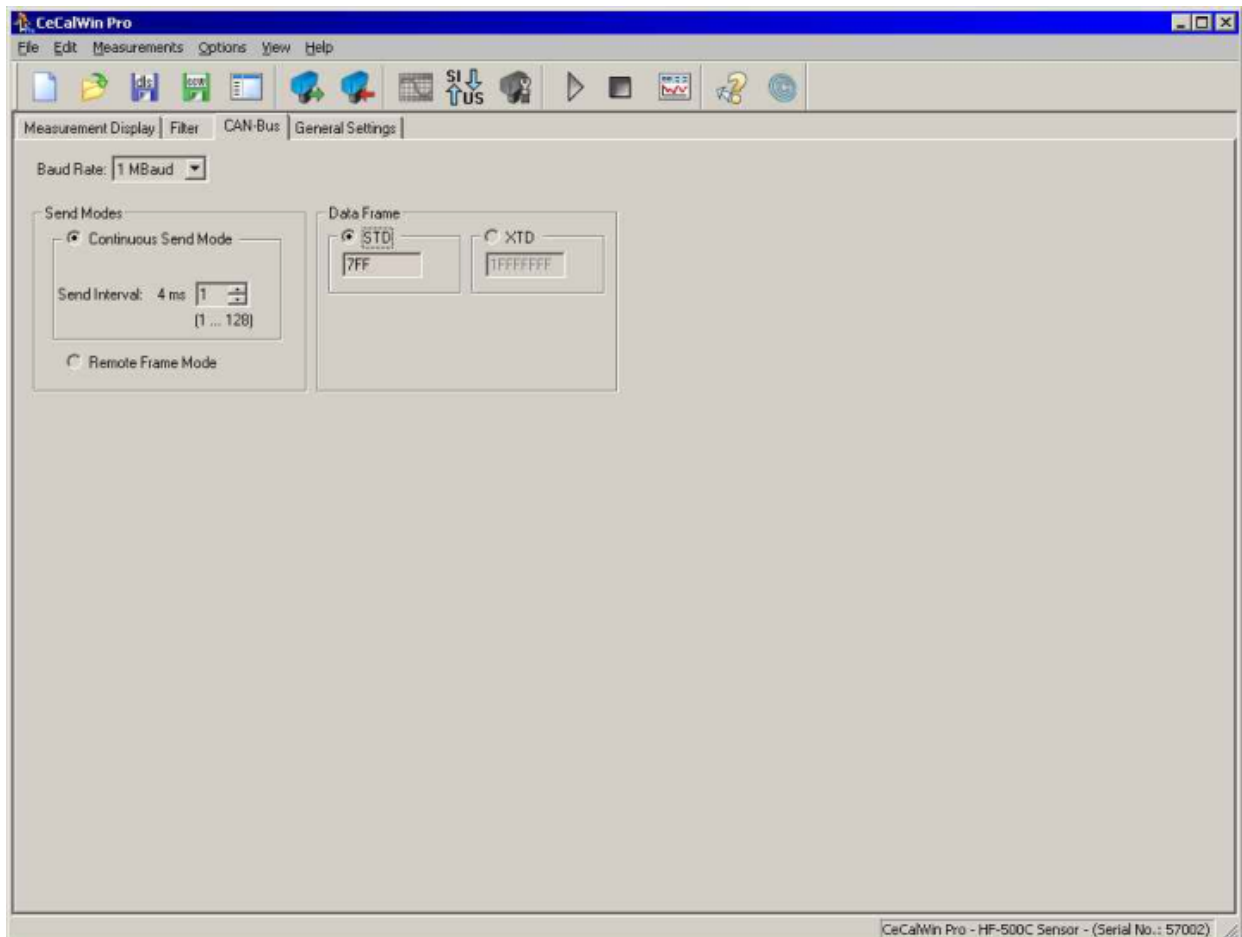 CeCalWin Pro
File Edit Measurements Options View Help
cls ccw SI US
Measurement Display Filter CAN-Bus General Settings
Baud Rate: 1 MBaud
Send Modes
Continuous Send Mode
Send Interval: 4 ms 1
(1 ... 128)
Remote Frame Mode
Data Frame
STD XTD
7FF 1FFFFFFF
CeCalWin Pro - HF-500C Sensor - (Serial No.: 57002)